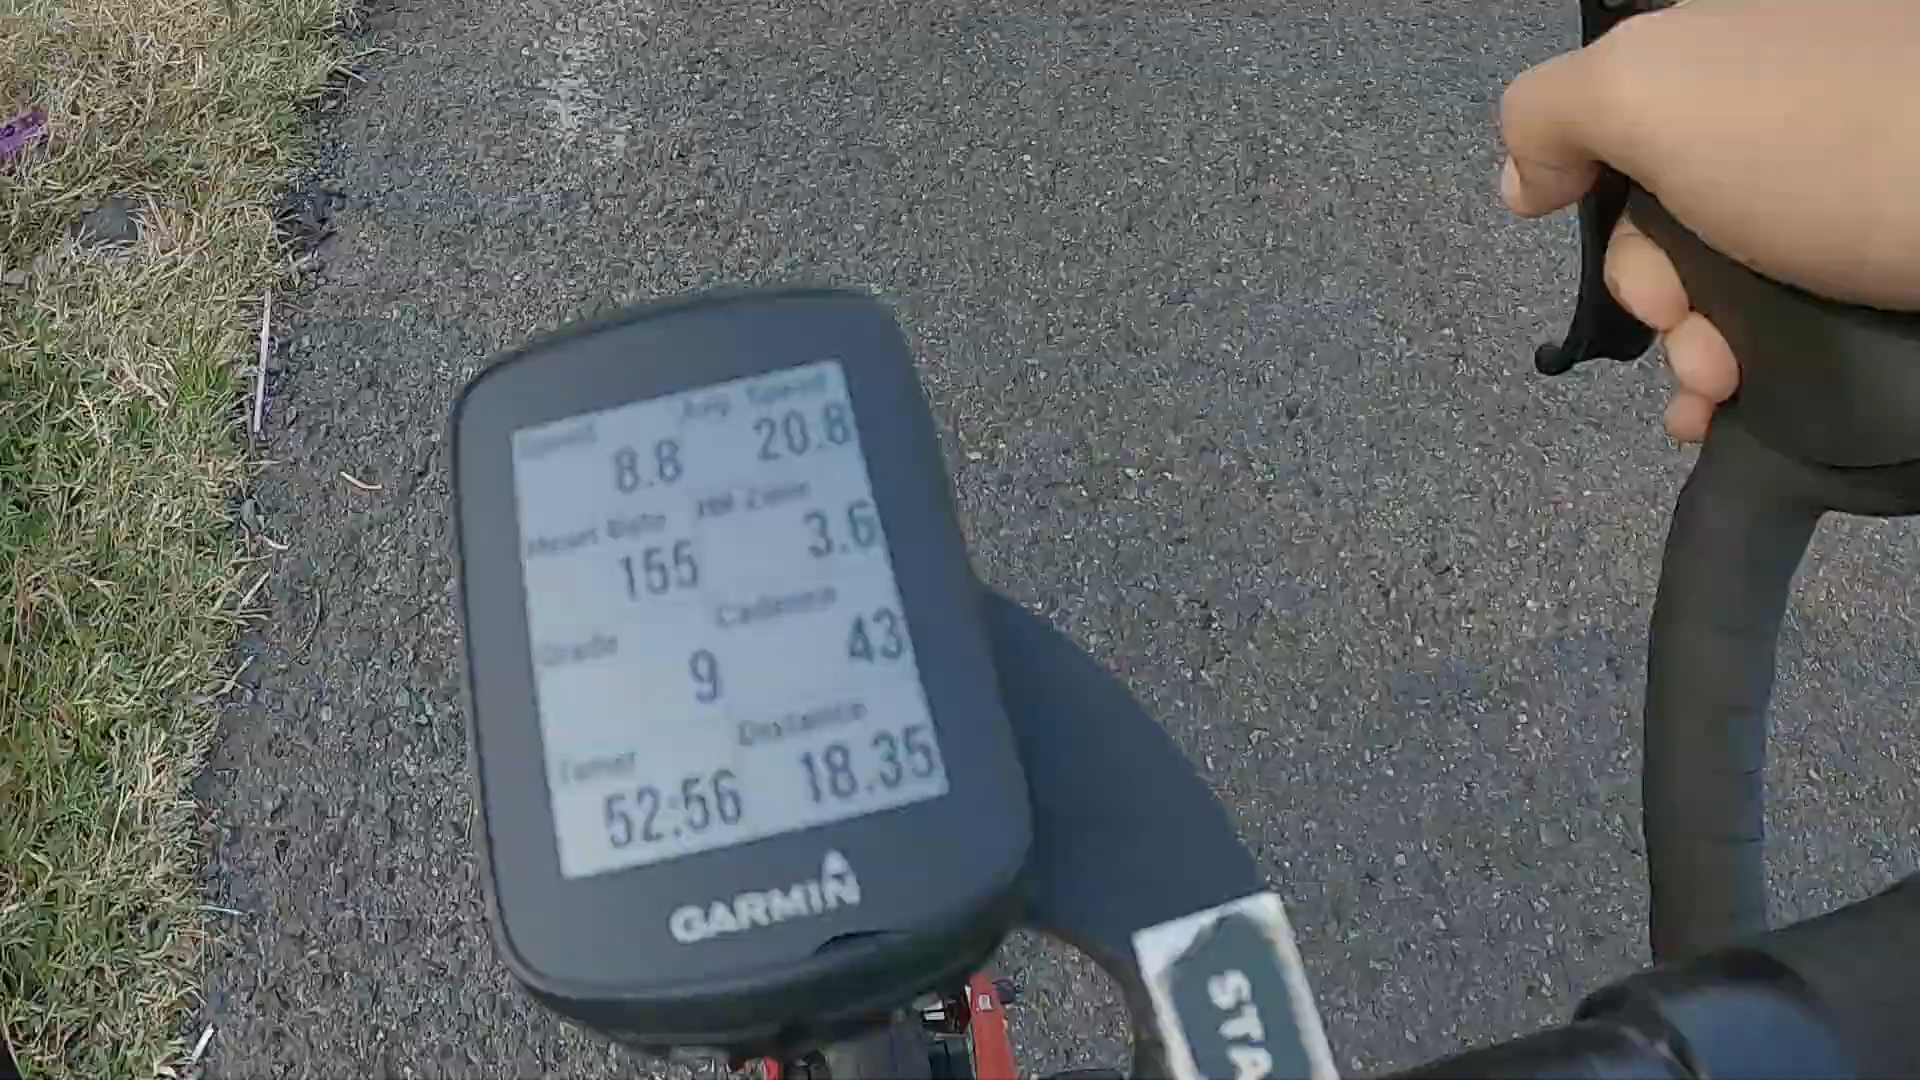 Speed Avg Speed
8.8 20.8
Heart Rate HR Zone
155 3.6
Grade Cadence
9 43
Timer Distance
52:56 18.35
GARMIN
STA